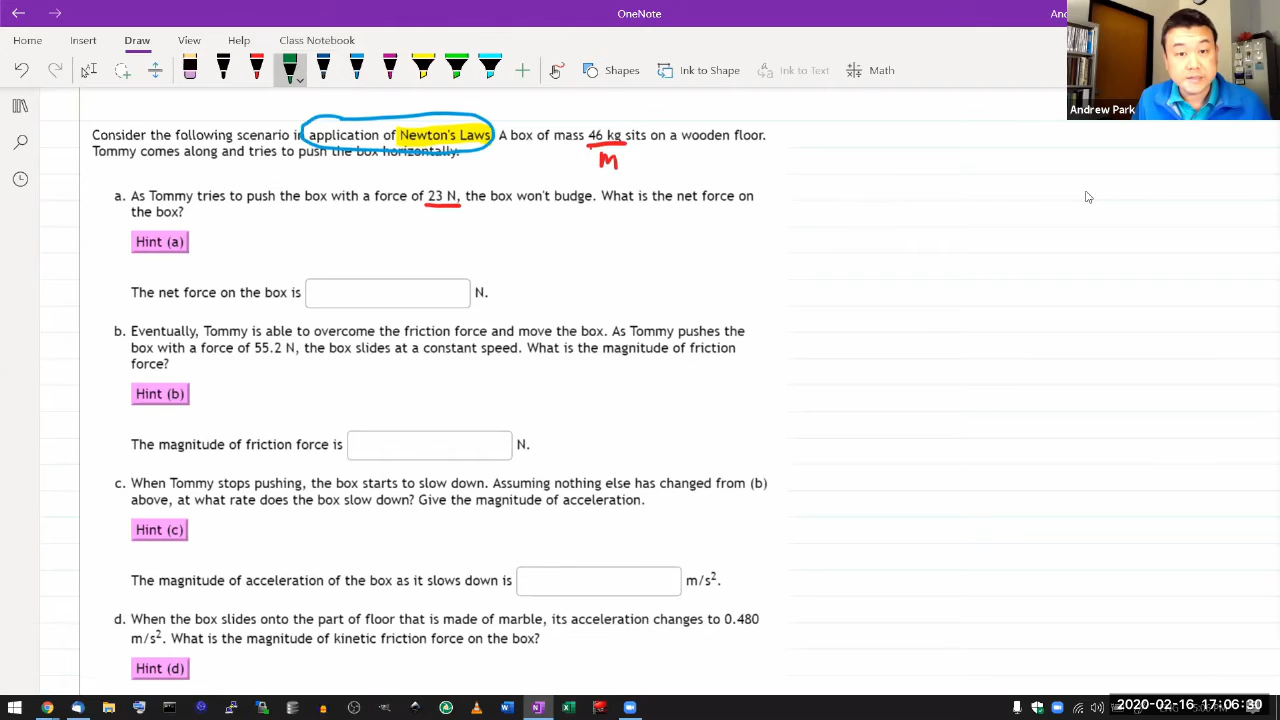 OneNote
Home Insert Draw View Help Class Notebook
Shapes Ink to Shape Ink to Text Math
Andrew Park
Consider the following scenario in application of Newton's Laws. A box of mass 46 kg sits on a wooden floor.
M
Tommy comes along and tries to push the box horizontally.
a. As Tommy tries to push the box with a force of 23 N, the box won't budge. What is the net force on
the box?
Hint (a)
The net force on the box is N.
b. Eventually, Tommy is able to overcome the friction force and move the box. As Tommy pushes the
box with a force of 55.2 N, the box slides at a constant speed. What is the magnitude of friction
force?
Hint (b)
The magnitude of friction force is N.
c. When Tommy stops pushing, the box starts to slow down. Assuming nothing else has changed from (b)
above, at what rate does the box slow down? Give the magnitude of acceleration.
Hint (c)
The magnitude of acceleration of the box as it slows down is m/s².
d. When the box slides onto the part of floor that is made of marble, its acceleration changes to 0.480
m/s². What is the magnitude of kinetic friction force on the box?
Hint (d)
2020-02-16 17:06:30